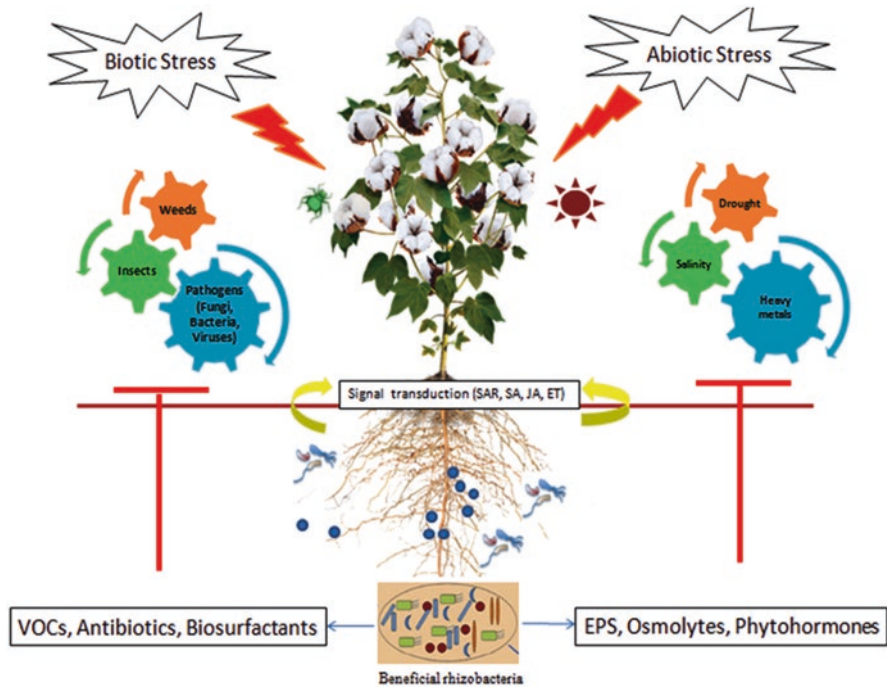 Biotic Stress
Abiotic Stress
Weeds
Insects
Pathogens
(Fungi,
Bacteria,
Viruses)
Drought
Salinity
Heavy
metals
Signal transduction (SAR, SA, JA, ET)
VOCs, Antibiotics, Biosurfactants
EPS, Osmolytes, Phytohormones
Beneficial rhizobacteria